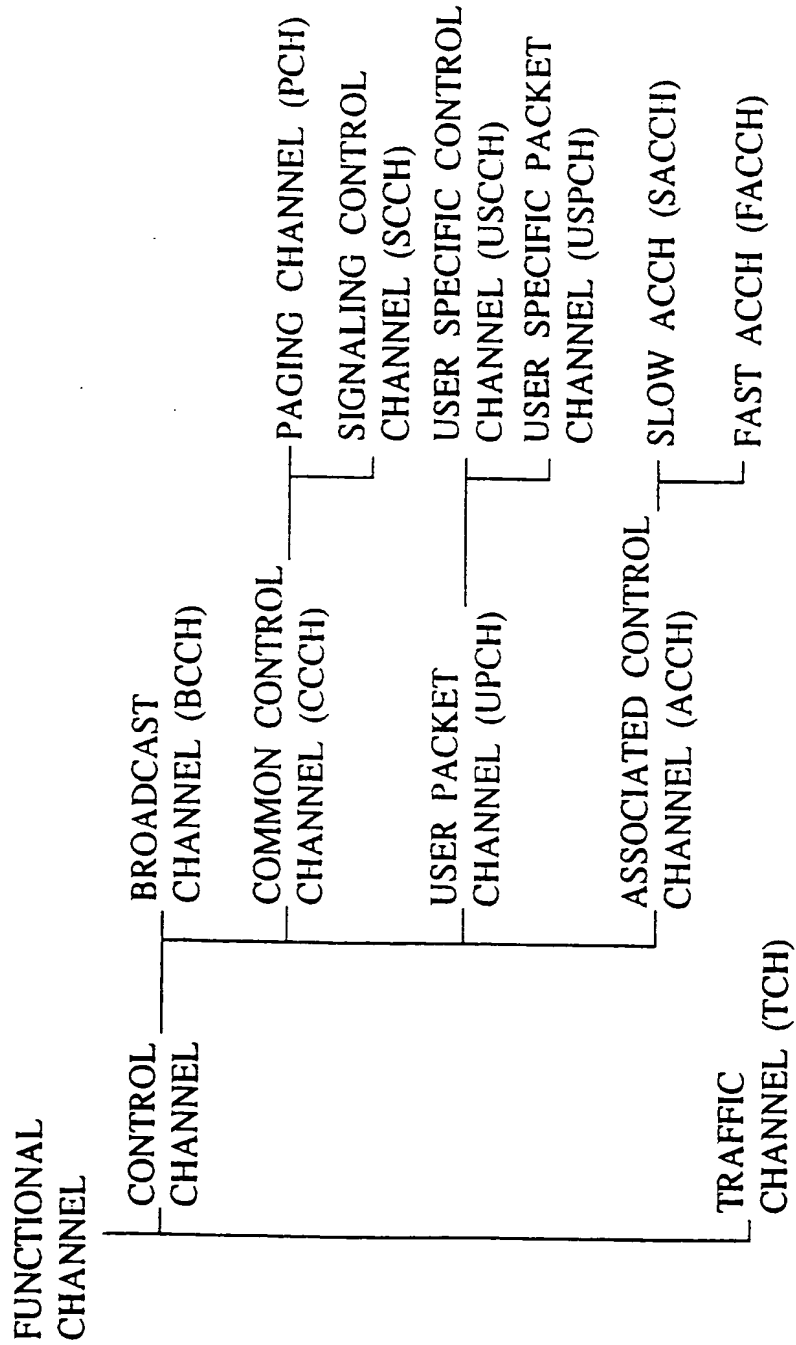 FUNCTIONAL
CHANNEL
CONTROL
CHANNEL
BROADCAST
CHANNEL (BCCH)
COMMON CONTROL
CHANNEL (CCCH)
PAGING CHANNEL (PCH)
SIGNALING CONTROL
CHANNEL (SCCH)
USER PACKET
CHANNEL (UPCH)
USER SPECIFIC CONTROL
CHANNEL (USCCH)
USER SPECIFIC PACKET
CHANNEL (USPCH)
ASSOCIATED CONTROL
CHANNEL (ACCH)
SLOW ACCH (SACCH)
FAST ACCH (FACCH)
TRAFFIC
CHANNEL (TCH)